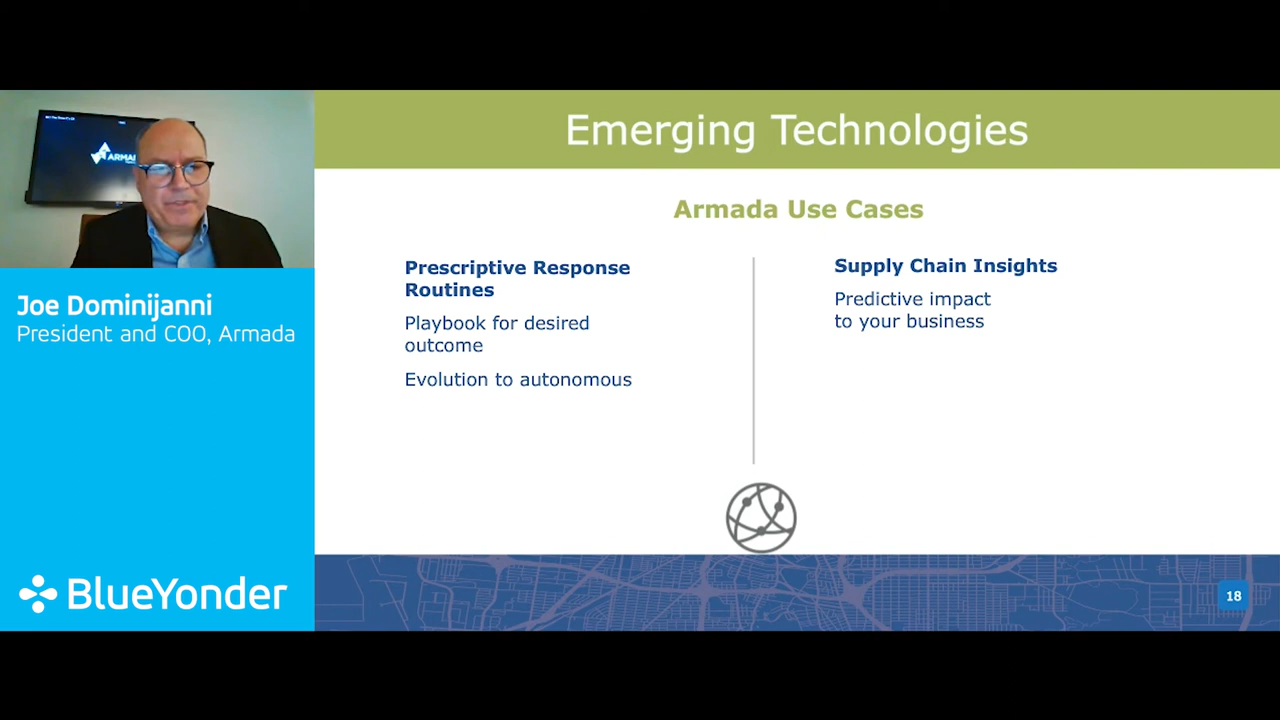 ARMA
Joe Dominijanni
President and COO, Armada
BlueYonder
Emerging Technologies
Armada Use Cases
Prescriptive Response
Routines
Playbook for desired
outcome
Evolution to autonomous
Supply Chain Insights
Predictive impact
to your business
18